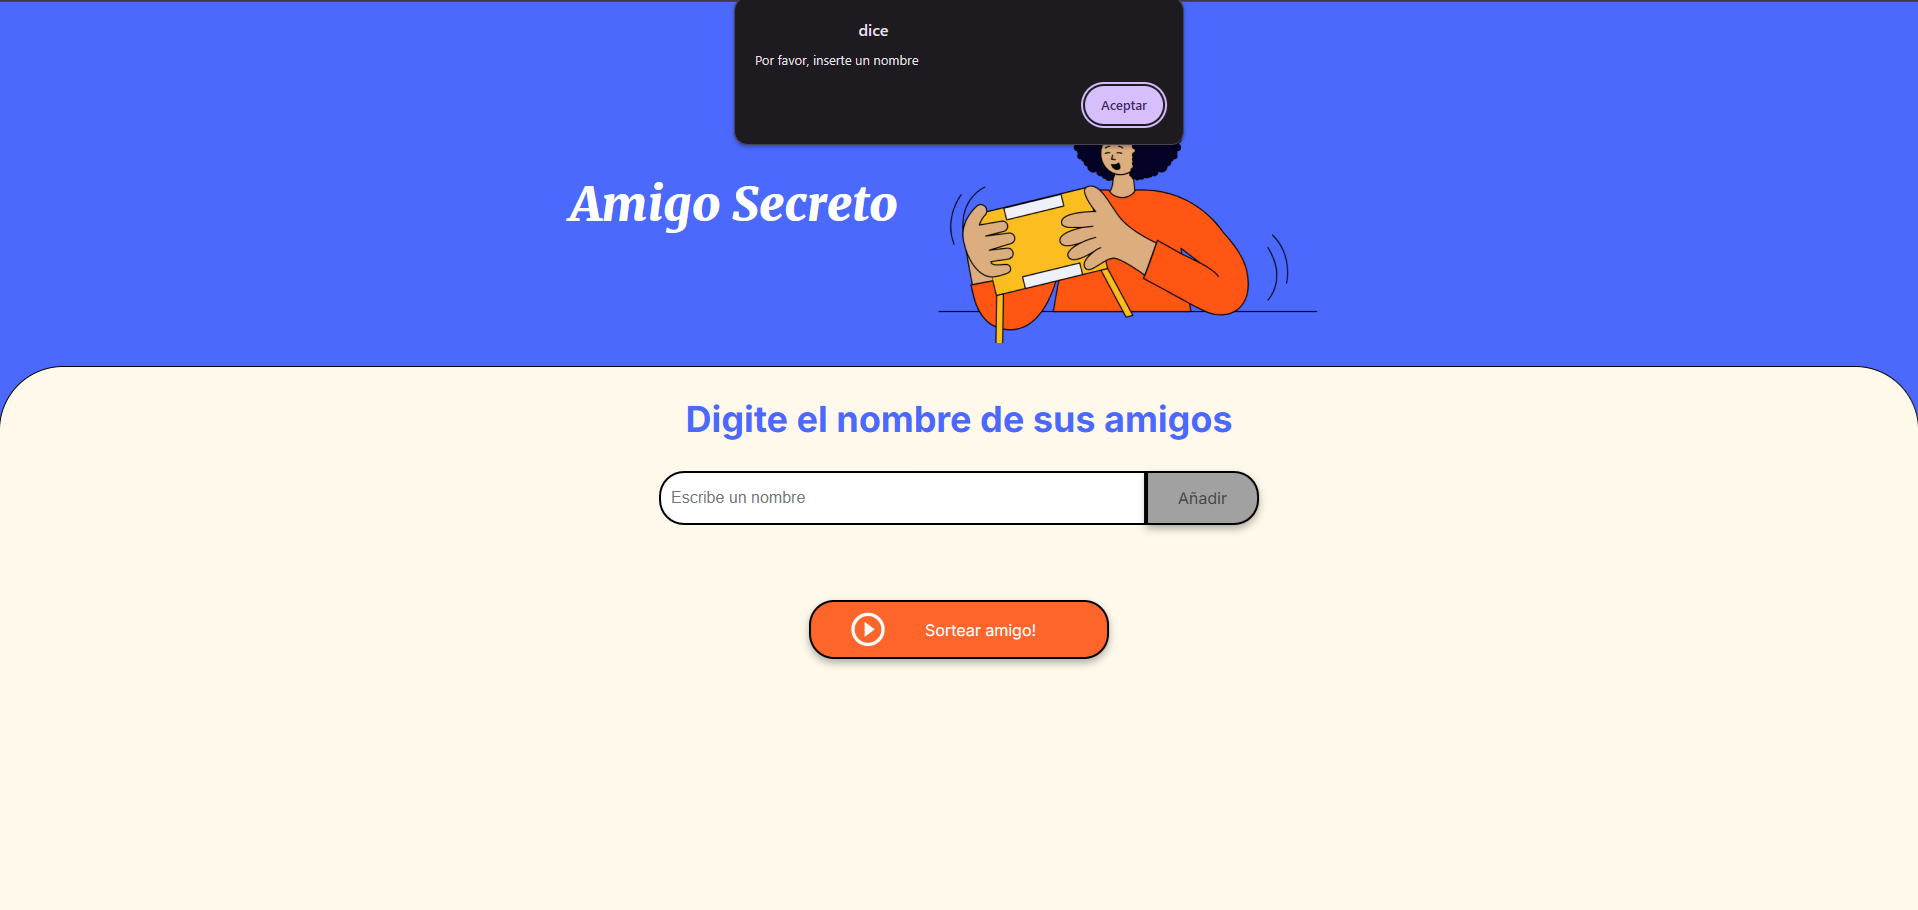 dice
Por favor, inserte un nombre
Aceptar
Amigo Secreto
Digite el nombre de sus amigos
Escribe un nombre
Añadir
Sortear amigo!